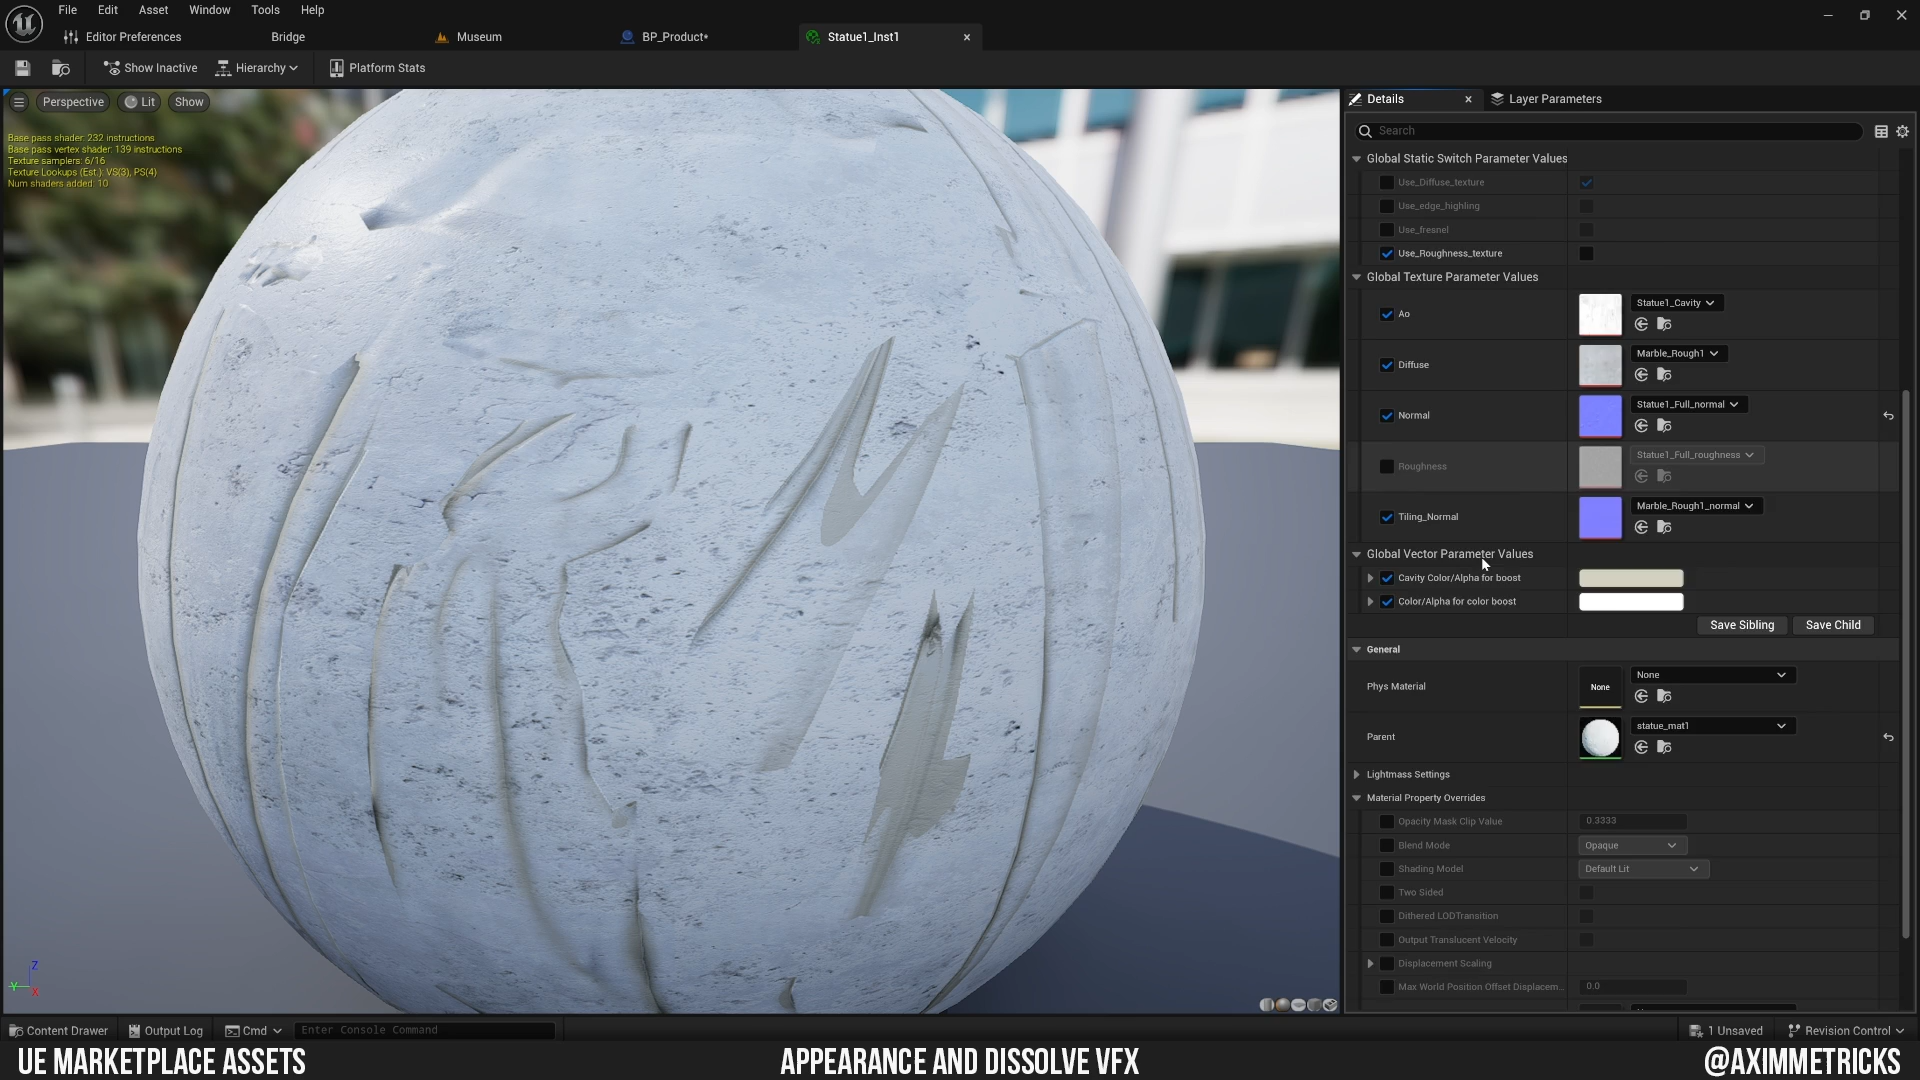 File Edit Asset Window Tools Help
Editor Preferences Bridge Museum BP_Product• Statue1_Inst1
Show Inactive Hierarchy Platform Stats
Perspective Lit Show
Base pass shader: 232 instructions
Base pass vertex shader: 139 instructions
Texture samplers: 6/16
Texture Lookups (Est.): VS(3), PS(4)
Num shaders added: 10
Z
Y
X
Details Layer Parameters
Search
Global Static Switch Parameter Values
Use_Diffuse_texture
Use_edge_highling
Use_fresnel
Use_Roughness_texture
Global Texture Parameter Values
Ao Statue1_Cavity
Diffuse Marble_Rough1
Normal Statue1_Full_normal
Roughness Statue1_Full_roughness
Tiling_Normal Marble_Rough1_normal
Global Vector Parameter Values
Cavity Color/Alpha for boost
Color/Alpha for color boost
Save Sibling Save Child
General
Phys Material None None
Parent statue_mat1
Lightmass Settings
Material Property Overrides
Opacity Mask Clip Value 0.3333
Blend Mode Opaque
Shading Model Default Lit
Two Sided
Dithered LODTransition
Output Translucent Velocity
Displacement Scaling
Max World Position Offset Displacem... 0.0
Content Drawer Output Log Cmd Enter Console Command 1 Unsaved Revision Control
UE MARKETPLACE ASSETS APPEARANCE AND DISSOLVE VFX @AXIMMETRICKS